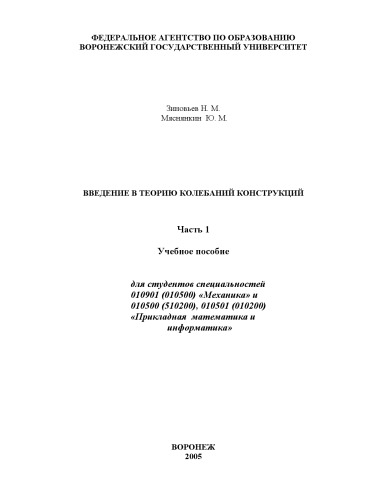 ФЕДЕРАЛЬНОЕ АГЕНТСТВО ПО ОБРАЗОВАНИЮ
ВОРОНЕЖСКИЙ ГОСУДАРСТВЕННЫЙ УНИВЕРСИТЕТ
Зиновьев Н. М.
Мяснянкин Ю. М.
ВВЕДЕНИЕ В ТЕОРИЮ КОЛЕБАНИЙ КОНСТРУКЦИЙ
Часть 1
Учебное пособие
для студентов специальностей
010901 (010500) «Механика» и
010500 (510200), 010501 (010200)
«Прикладная математика и
информатика»
ВОРОНЕЖ
2005